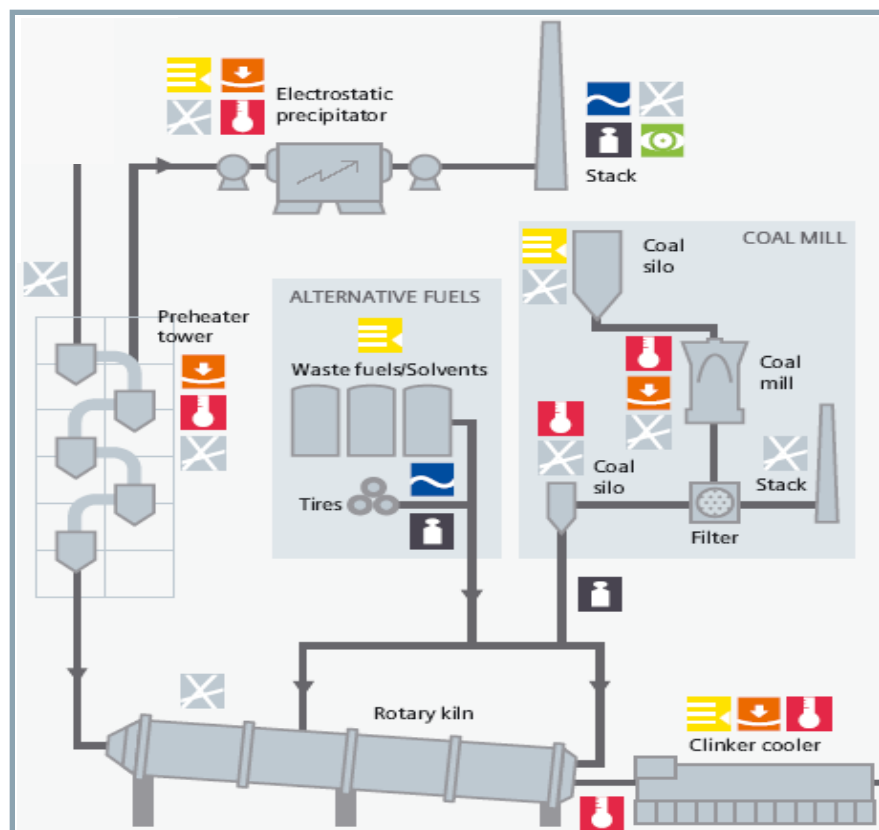 Electrostatic
precipitator
Stack
COAL MILL
Coal
silo
Preheater
tower
ALTERNATIVE FUELS
Waste fuels/Solvents
Coal
mill
Coal
silo
Stack
Tires
Filter
Rotary kiln
Clinker cooler